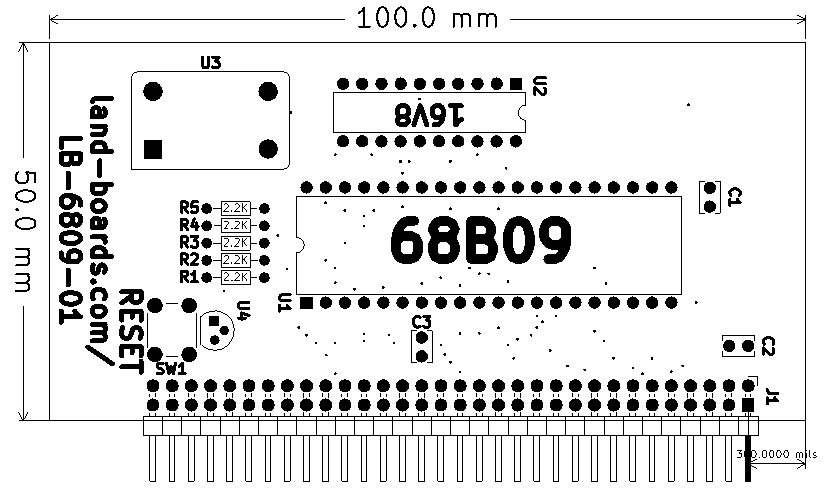 100.0 mm
50.0 mm
land-boards.com/
LB-6809-01
U3
U2
16V8
C1
R5 2.2K
R4 2.2K
R3 2.2K
R2 2.2K
R1 2.2K
68B09
U1
U4
RESET
SW1
C3
C2
J1
300.0000 mils